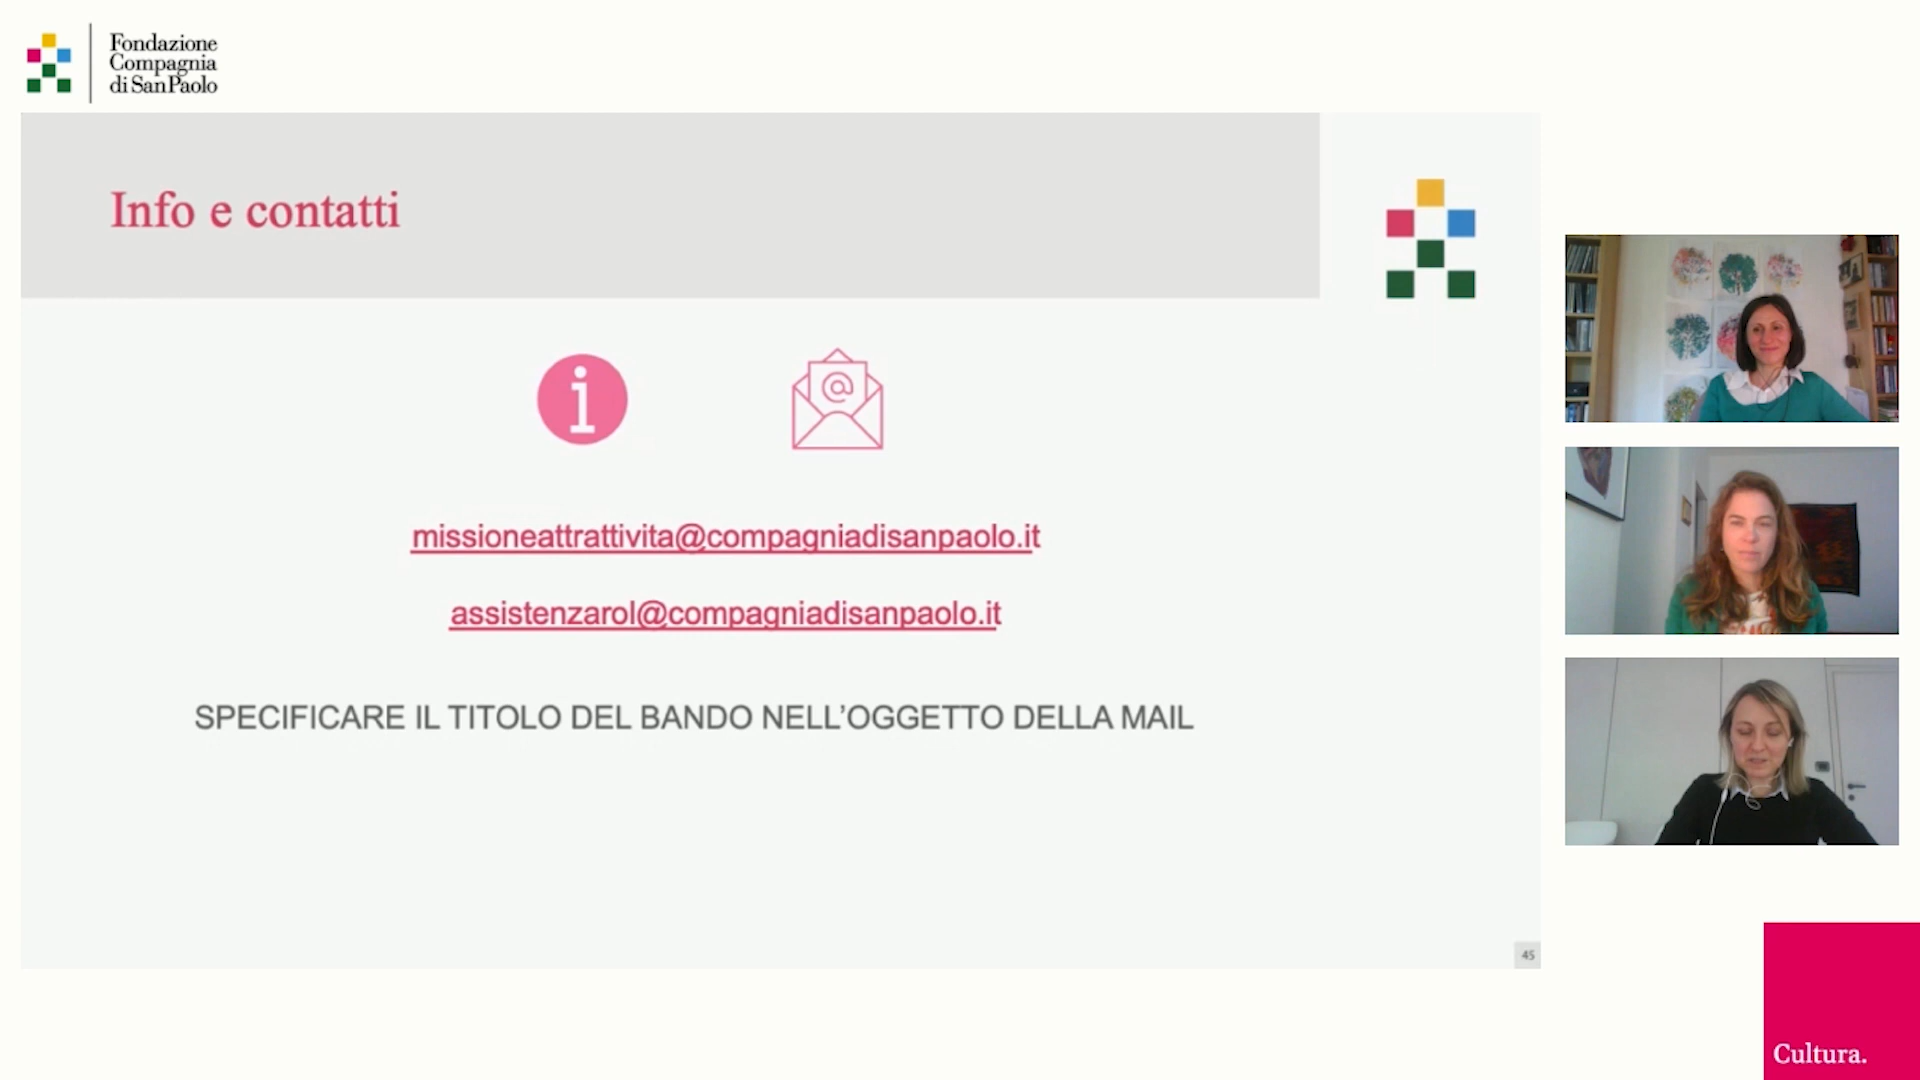 Fondazione
Compagnia
di San Paolo
Info e contatti
missioneattrattivita@compagniadisanpaolo.it
assistenzarol@compagniadisanpaolo.it
SPECIFICARE IL TITOLO DEL BANDO NELL'OGGETTO DELLA MAIL
45
Cultura.